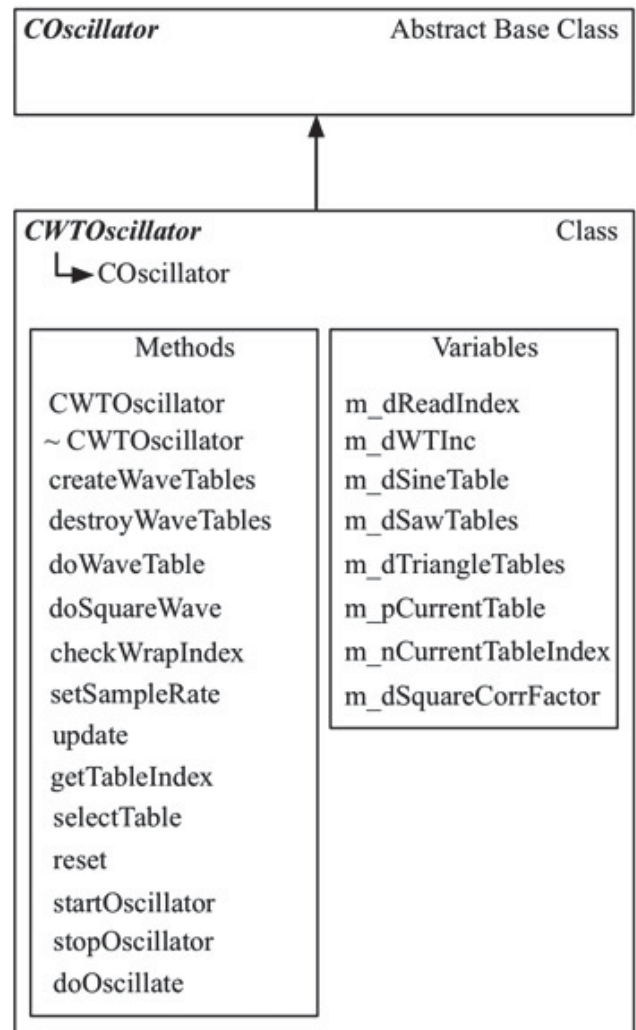 COscillator Abstract Base Class
CWTOscillator Class
COscillator
Methods
CWTOscillator
~ CWTOscillator
createWaveTables
destroyWaveTables
doWaveTable
doSquareWave
checkWrapIndex
setSampleRate
update
getTableIndex
selectTable
reset
startOscillator
stopOscillator
doOscillate
Variables
m_dReadIndex
m_dWTInc
m_dSineTable
m_dSawTables
m_dTriangleTables
m_pCurrentTable
m_nCurrentTableIndex
m_dSquareCorrFactor